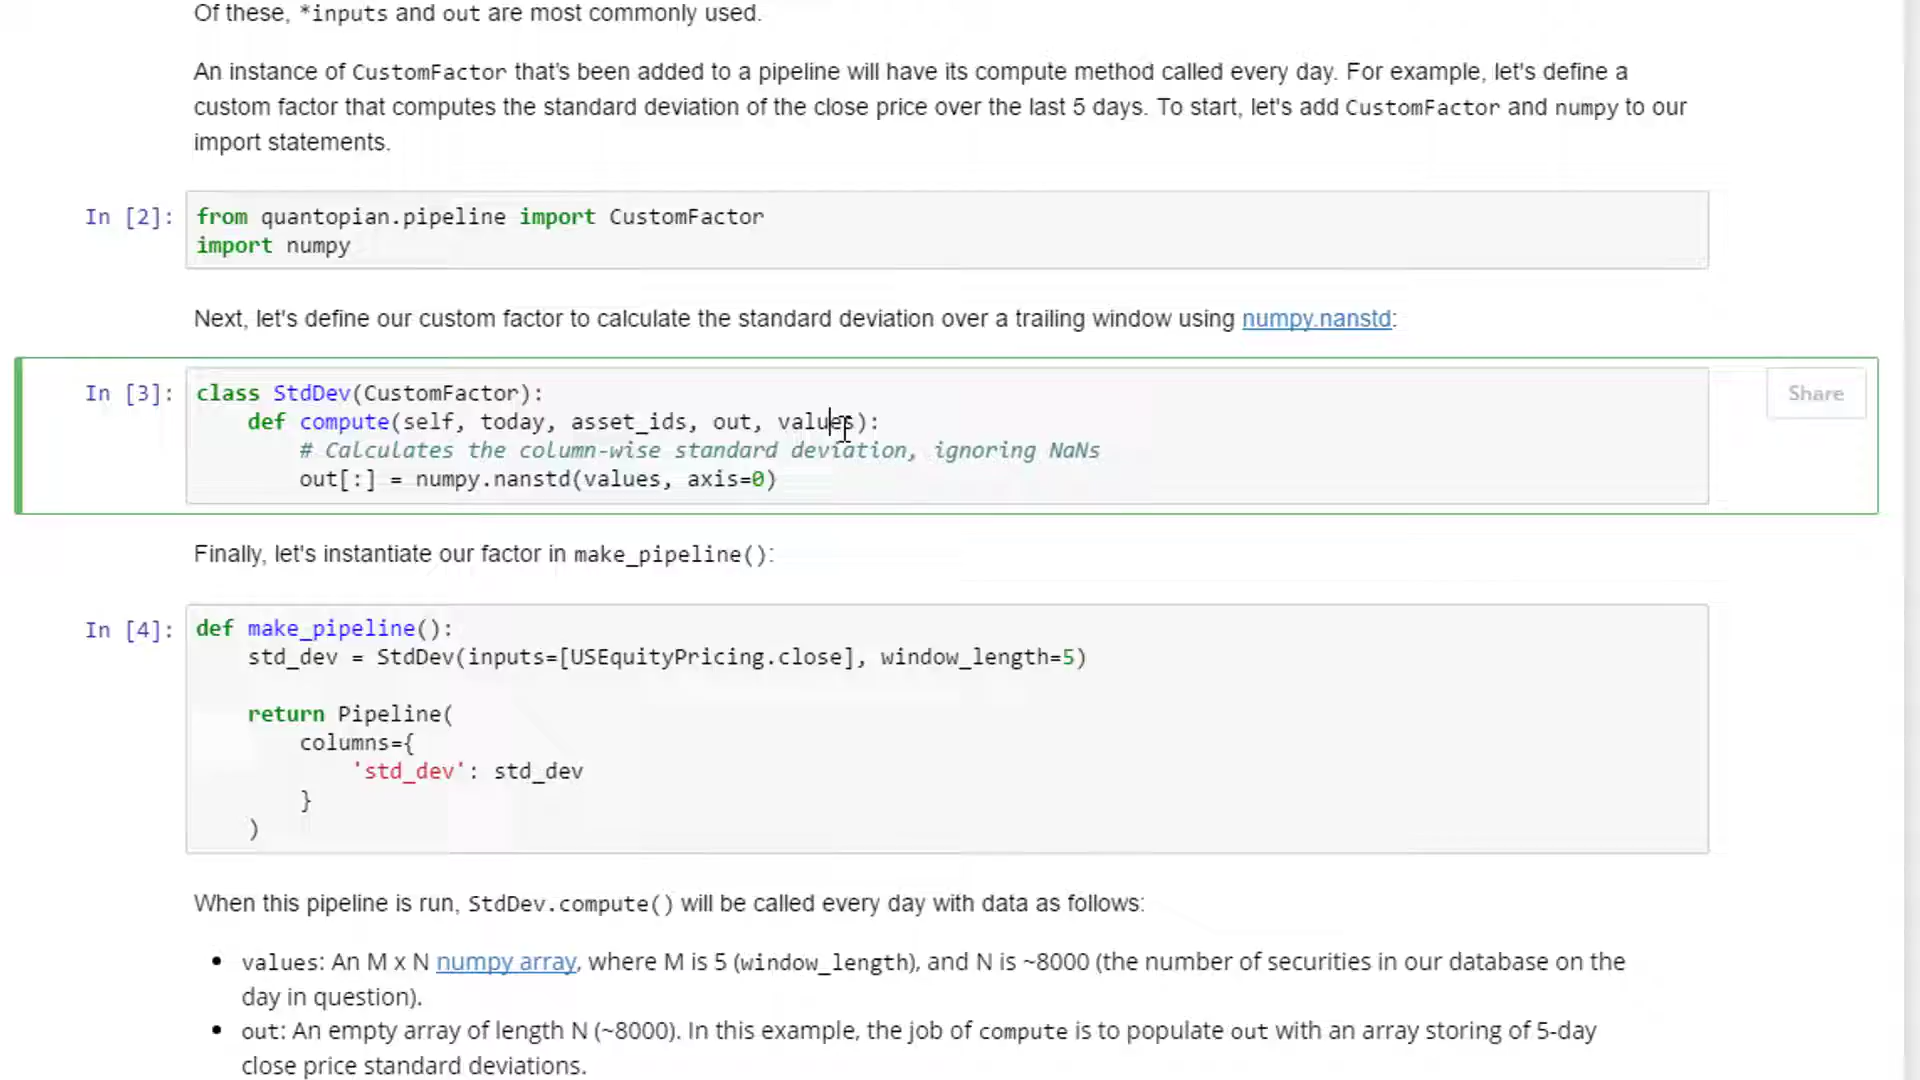 Of these, *inputs and out are most commonly used.
An instance of CustomFactor that's been added to a pipeline will have its compute method called every day. For example, let's define a
custom factor that computes the standard deviation of the close price over the last 5 days. To start, let's add CustomFactor and numpy to our
import statements.
In [2]: from quantopian.pipeline import CustomFactor
import numpy
Next, let's define our custom factor to calculate the standard deviation over a trailing window using numpy.nanstd:
In [3]: class StdDev(CustomFactor):
    def compute(self, today, asset_ids, out, values):
        # Calculates the column-wise standard deviation, ignoring NaNs
        out[:] = numpy.nanstd(values, axis=0)
Share
Finally, let's instantiate our factor in make_pipeline():
In [4]: def make_pipeline():
    std_dev = StdDev(inputs=[USEquityPricing.close], window_length=5)
    return Pipeline(
        columns={
            'std_dev': std_dev
        }
    )
When this pipeline is run, StdDev.compute() will be called every day with data as follows:
• values: An M x N numpy array, where M is 5 (window_length), and N is ~8000 (the number of securities in our database on the
day in question).
• out: An empty array of length N (~8000). In this example, the job of compute is to populate out with an array storing of 5-day
close price standard deviations.